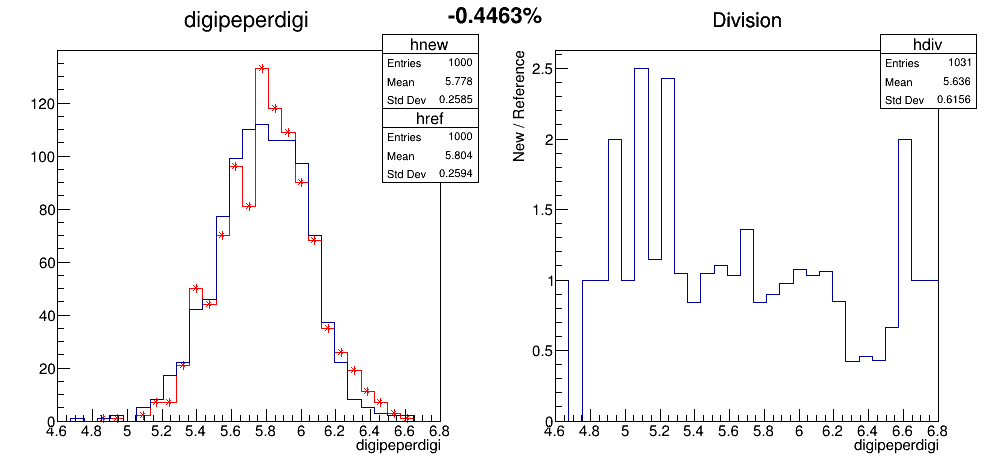 digipeperdigi
-0.4463%
Division
hnew
Entries 1000
Mean 5.778
Std Dev 0.2585
href
Entries 1000
Mean 5.804
Std Dev 0.2594
120
100
80
60
40
20
0
4.6 4.8 5 5.2 5.4 5.6 5.8 6 6.2 6.4 6.6 6.8
digipeperdigi
hdiv
Entries 1031
Mean 5.636
Std Dev 0.6156
New / Reference
2.5
2
1.5
1
0.5
0
4.6 4.8 5 5.2 5.4 5.6 5.8 6 6.2 6.4 6.6 6.8
digipeperdigi